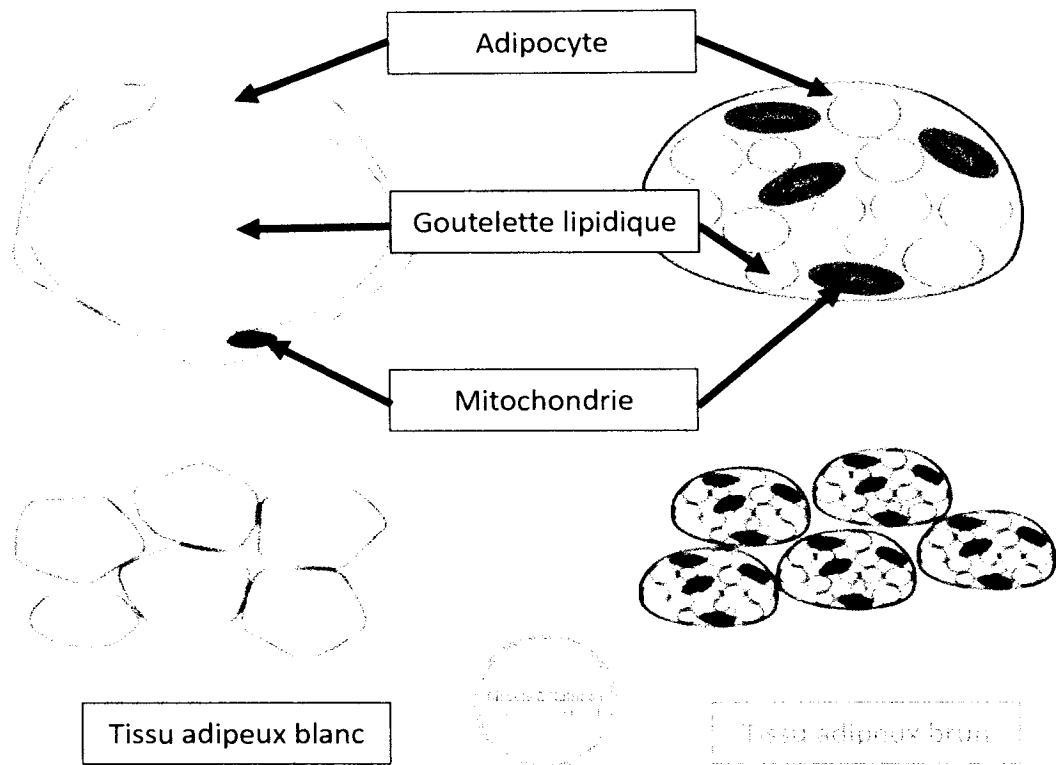 Adipocyte
Goutelette lipidique
Mitochondrie
Tissu adipeux blanc
Tissu adipeux brun